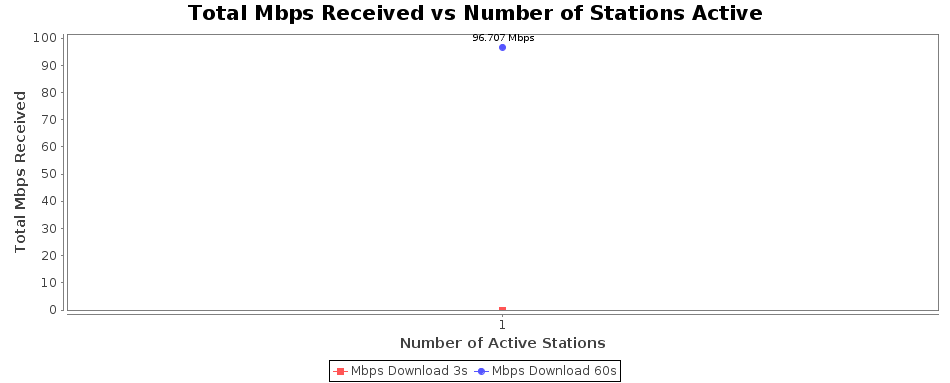 Total Mbps Received vs Number of Stations Active
Total Mbps Received
100
90
80
70
60
50
40
30
20
10
0
96.707 Mbps
1
Number of Active Stations
Mbps Download 3s Mbps Download 60s